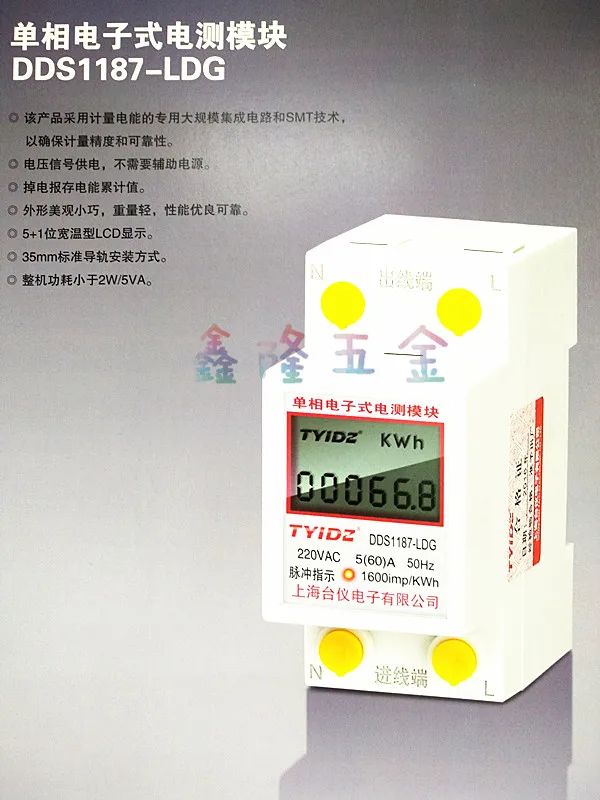 单相电子式电测模块
DDS1187-LDG
◎ 该产品采用计量电能的专用大规模集成电路和SMT技术，
以确保计量精度和可靠性。
◎ 电压信号供电，不需要辅助电源。
◎ 掉电报存电能累计值。
◎ 外形美观小巧，重量轻，性能优良可靠。
◎ 5+1位宽温型LCD显示。
◎ 35mm标准导轨安装方式。
◎ 整机功耗小于2W/5VA。
N 出线端 L
鑫隆五金
单相电子式电测模块
TYIDZ® KWh
00066.8
TYIDZ® DDS1187-LDG
220VAC 5(60)A 50Hz
脉冲指示 1600imp/KWh
上海台仪电子有限公司
N 进线端 L
TYIDZ
合格证